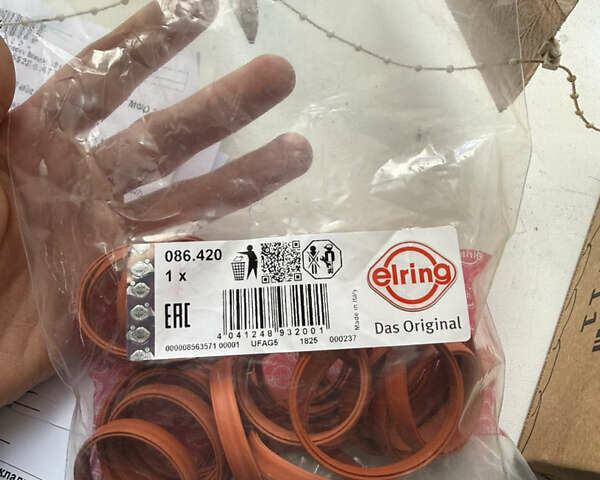 086.420
1 x
EAC
4 041248 932001
000008563571 00001 UFAG5 1825 000237
Made in Italy
elring
Das Original